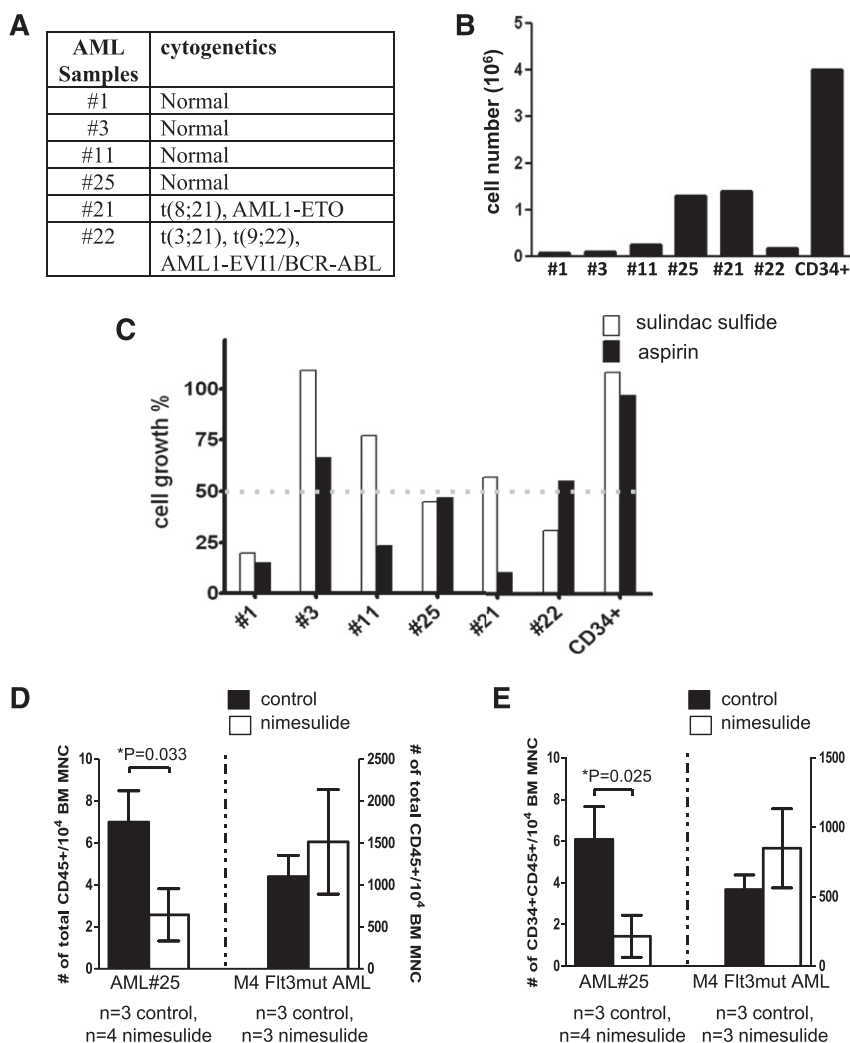 A
AML Samples cytogenetics
#1 Normal
#3 Normal
#11 Normal
#25 Normal
#21 t(8;21), AML1-ETO
#22 t(3;21), t(9;22),
AML1-EVI1/BCR-ABL
B
cell number (10⁶)
5
4
3
2
1
0
#1 #3 #11 #25 #21 #22 CD34+
C
sulindac sulfide
aspirin
cell growth %
100
75
50
25
0
#1 #3 #11 #25 #21 #22 CD34+
D
control
nimesulide
# of total CD45+/10⁴ BM MNC
10
8
6
4
2
0
*P=0.033
2500
2000
1500
1000
500
0
# of total CD45+/10⁴ BM MNC
AML#25 M4 Flt3mut AML
n=3 control, n=3 control,
n=4 nimesulide n=3 nimesulide
E
control
nimesulide
# of CD34+CD45+/10⁴ BM MNC
10
8
6
4
2
0
*P=0.025
1500
1000
500
0
AML#25 M4 Flt3mut AML
n=3 control, n=3 control,
n=4 nimesulide n=3 nimesulide